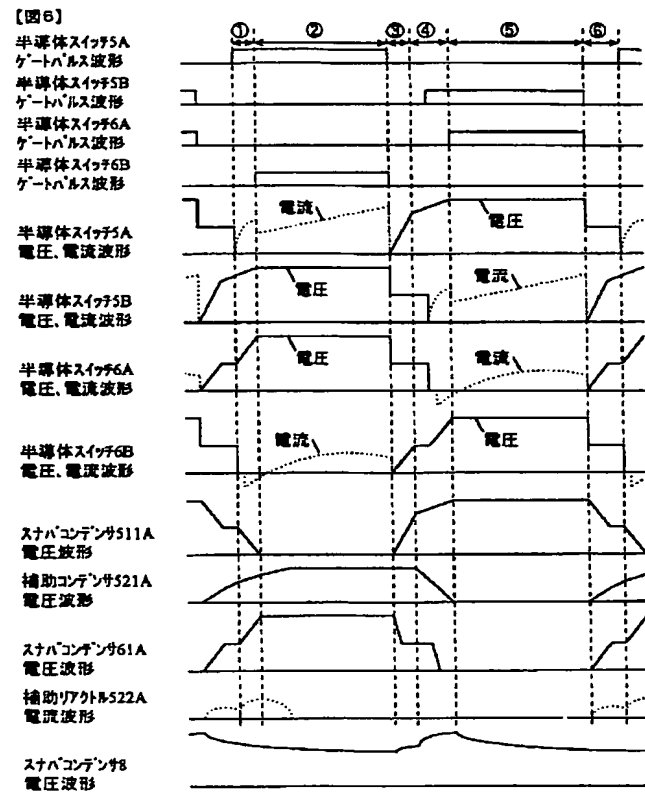 【図6】
① ② ③ ④ ⑤ ⑥
半導体スイッチ5A
ゲートパルス波形
半導体スイッチ5B
ゲートパルス波形
半導体スイッチ6A
ゲートパルス波形
半導体スイッチ6B
ゲートパルス波形
電流
電圧
半導体スイッチ5A
電圧、電流波形
電圧
電流
半導体スイッチ5B
電圧、電流波形
電圧
電流
半導体スイッチ6A
電圧、電流波形
電流
電圧
半導体スイッチ6B
電圧、電流波形
スナバコンデンサ511A
電圧波形
補助コンデンサ521A
電圧波形
スナバコンデンサ61A
電圧波形
補助リアクトル522A
電流波形
スナバコンデンサ8
電圧波形